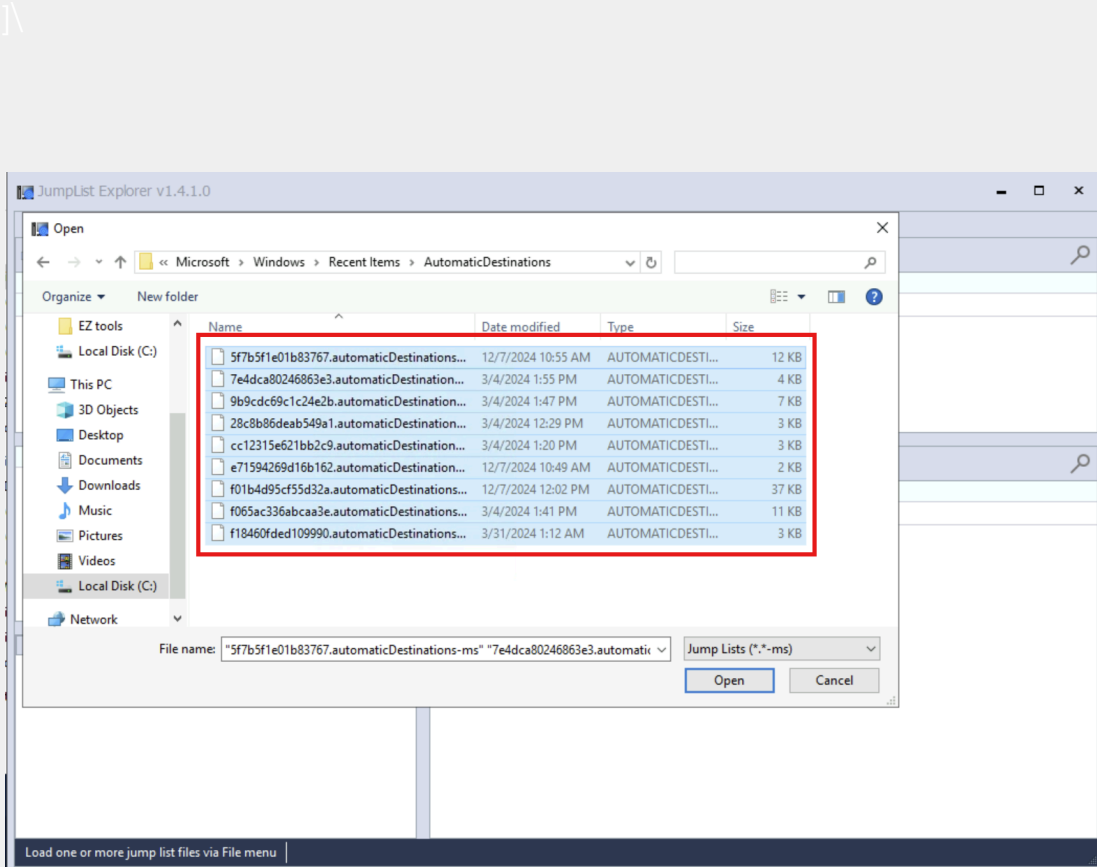 ]\
JumpList Explorer v1.4.1.0
Open
« Microsoft › Windows › Recent Items › AutomaticDestinations
Organize New folder
Name Date modified Type Size
EZ tools
Local Disk (C:)
This PC
3D Objects
Desktop
Documents
Downloads
Music
Pictures
Videos
Local Disk (C:)
Network
5f7b5f1e01b83767.automaticDestinations... 12/7/2024 10:55 AM AUTOMATICDESTI... 12 KB
7e4dca80246863e3.automaticDestination... 3/4/2024 1:55 PM AUTOMATICDESTI... 4 KB
9b9cdc69c1c24e2b.automaticDestination... 3/4/2024 1:47 PM AUTOMATICDESTI... 7 KB
28c8b86deab549a1.automaticDestination... 3/4/2024 12:29 PM AUTOMATICDESTI... 3 KB
cc12315e621bb2c9.automaticDestination... 3/4/2024 1:20 PM AUTOMATICDESTI... 3 KB
e71594269d16b162.automaticDestination... 12/7/2024 10:49 AM AUTOMATICDESTI... 2 KB
f01b4d95cf55d32a.automaticDestinations... 12/7/2024 12:02 PM AUTOMATICDESTI... 37 KB
f065ac336abcaa3e.automaticDestinations... 3/4/2024 1:41 PM AUTOMATICDESTI... 11 KB
f18460fded109990.automaticDestinations... 3/31/2024 1:12 AM AUTOMATICDESTI... 3 KB
File name: "5f7b5f1e01b83767.automaticDestinations-ms" "7e4dca80246863e3.automatic Jump Lists (*.*-ms)
Open Cancel
Load one or more jump list files via File menu